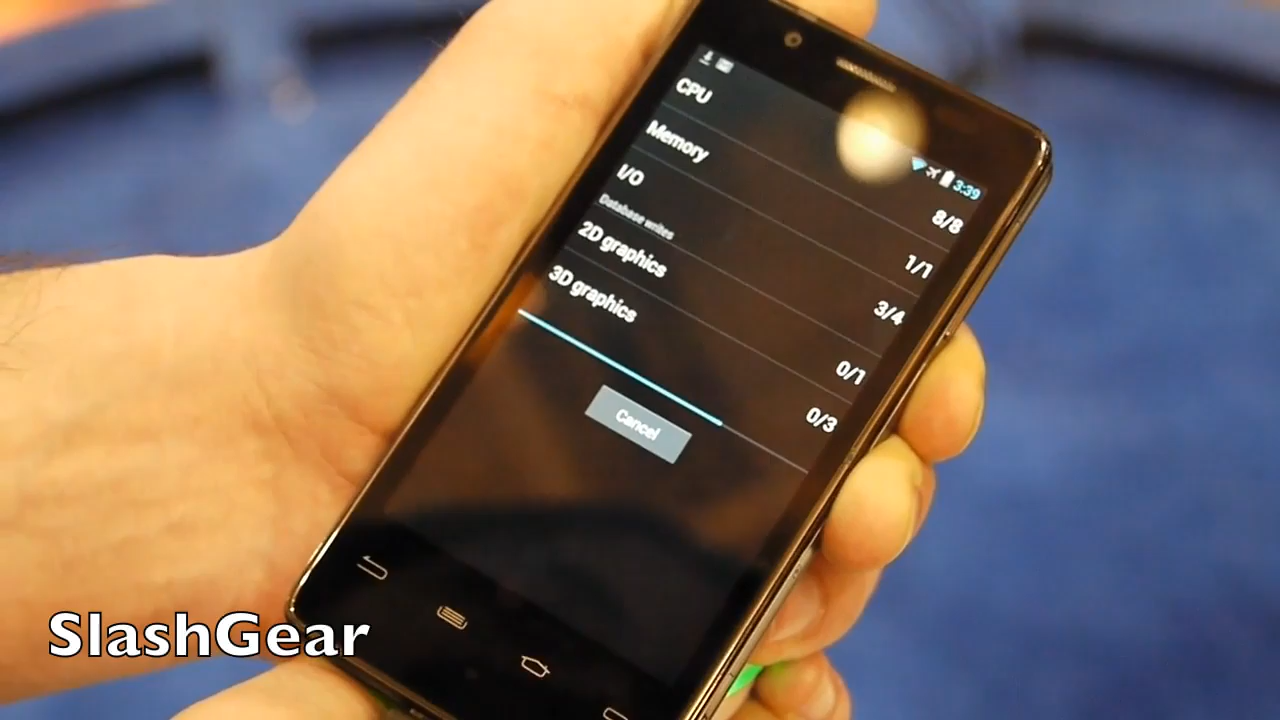 3:39
CPU 8/8
Memory 1/1
I/O 3/4
Database writes
2D graphics 0/1
3D graphics 0/3
Cancel
SlashGear